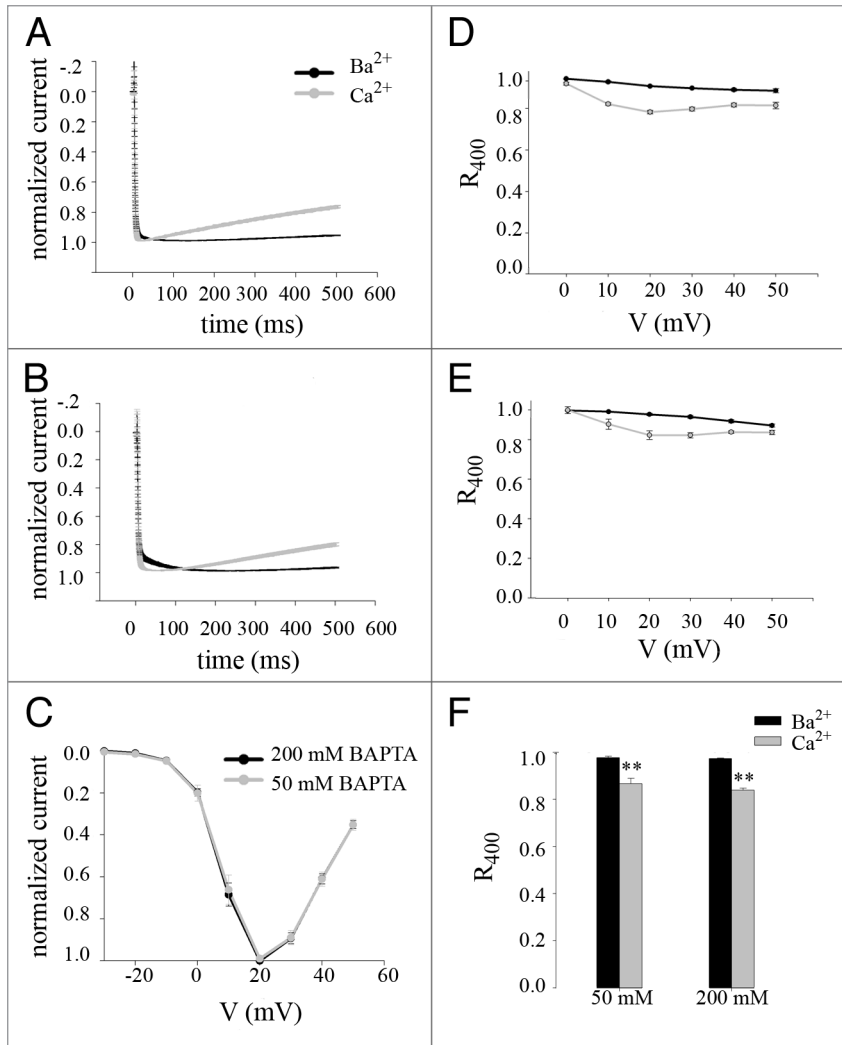 A
-.2
0.0
0.2
0.4
0.6
0.8
1.0
normalized current
Ba2+
Ca2+
0 100 200 300 400 500 600
time (ms)
D
1.0
0.8
0.6
0.4
0.2
0.0
R400
0 10 20 30 40 50
V (mV)
B
-.2
0.0
0.2
0.4
0.6
0.8
1.0
normalized current
0 100 200 300 400 500 600
time (ms)
E
1.0
0.8
0.6
0.4
0.2
0.0
R400
0 10 20 30 40 50
V (mV)
C
0.0
0.2
0.4
0.6
0.8
1.0
normalized current
200 mM BAPTA
50 mM BAPTA
-20 0 20 40 60
V (mV)
F
Ba2+
Ca2+
1.0
0.8
0.6
0.4
0.2
0.0
R400
**
**
50 mM 200 mM